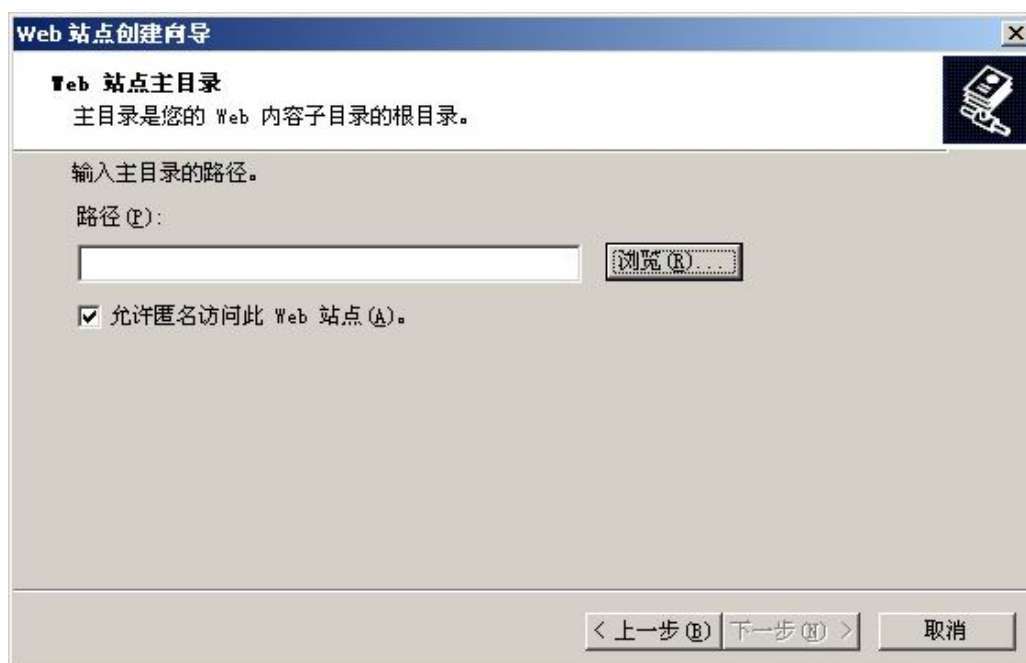 Web 站点创建向导
Web 站点主目录
主目录是您的 Web 内容子目录的根目录。
输入主目录的路径。
路径(P):
浏览(R)...
允许匿名访问此 Web 站点(A)。
< 上一步(B) 下一步(N) > 取消